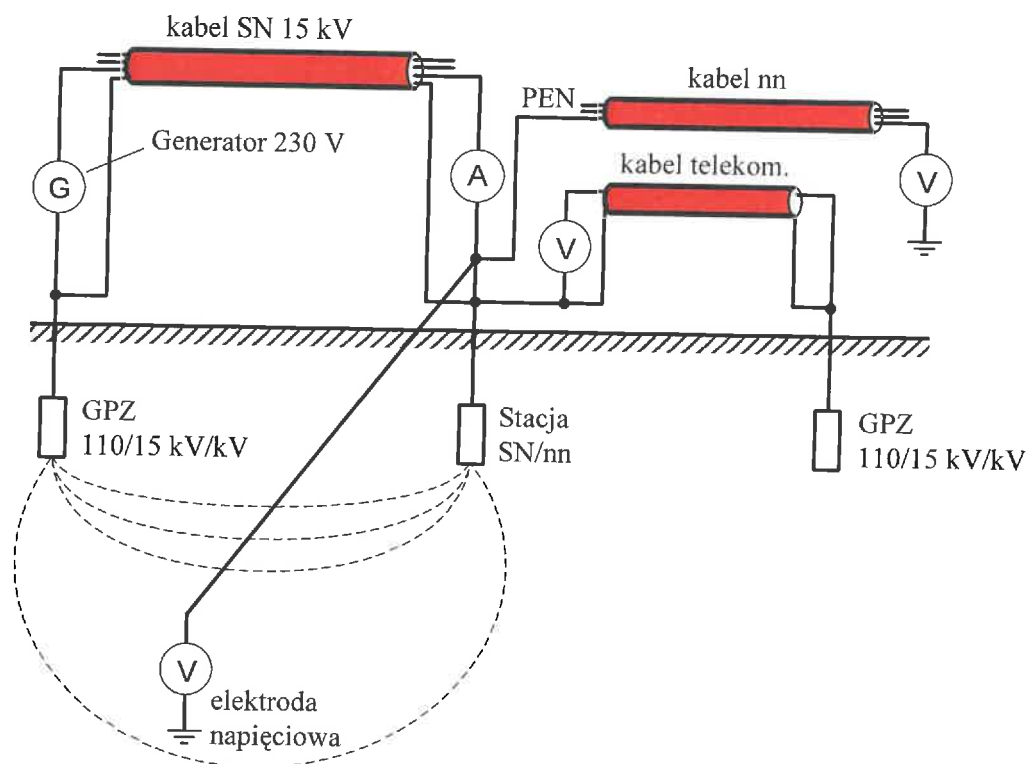 kabel SN 15 kV
kabel nn
PEN
Generator 230 V
kabel telekom.
G
A
V
V
GPZ
110/15 kV/kV
Stacja
SN/nn
GPZ
110/15 kV/kV
V
elektroda
napięciowa